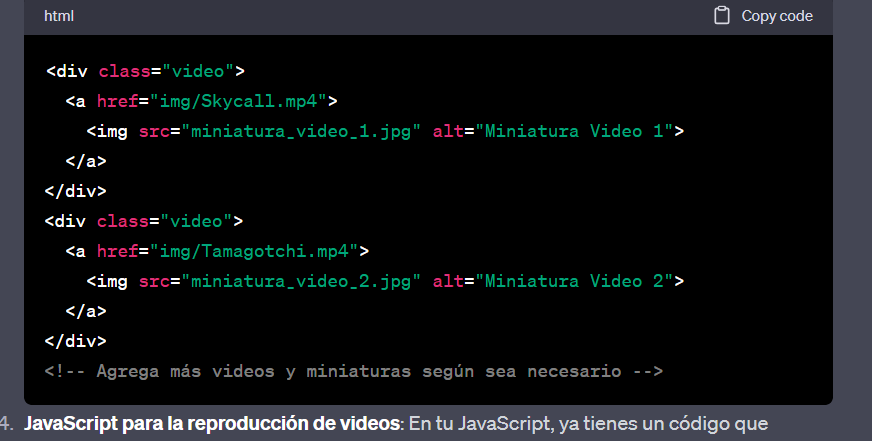 html
Copy code
<div class="video">
<a href="img/Skycall.mp4">
<img src="miniatura_video_1.jpg" alt="Miniatura Video 1">
</a>
</div>
<div class="video">
<a href="img/Tamagotchi.mp4">
<img src="miniatura_video_2.jpg" alt="Miniatura Video 2">
</a>
</div>
<!-- Agrega más videos y miniaturas según sea necesario -->
4. JavaScript para la reproducción de videos: En tu JavaScript, ya tienes un código que